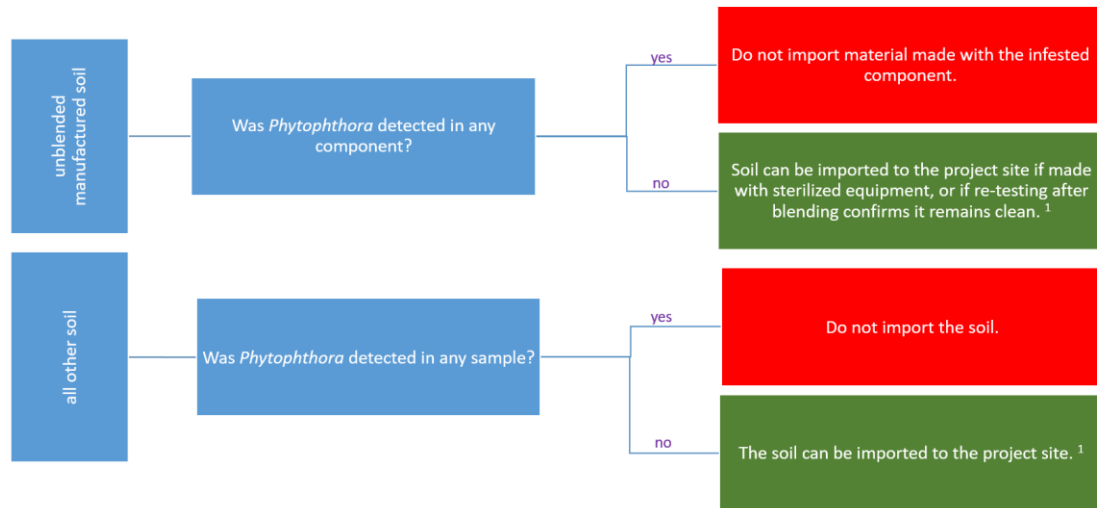 unblended
manufactured soil
Was Phytophthora detected in any
component?
yes
Do not import material made with the infested
component.
no
Soil can be imported to the project site if made
with sterilized equipment, or if re-testing after
blending confirms it remains clean. 1
all other soil
Was Phytophthora detected in any sample?
yes
Do not import the soil.
no
The soil can be imported to the project site. 1